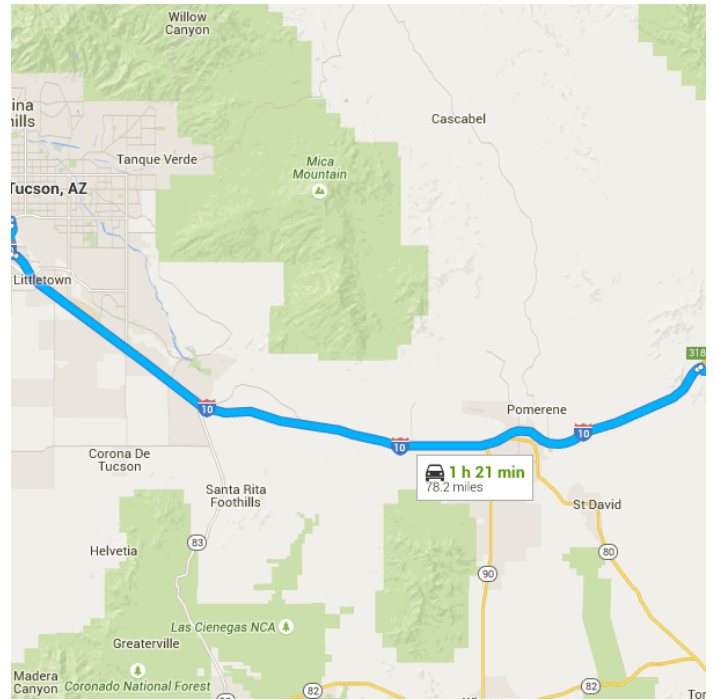 Willow
Canyon
ina
ills
Cascabel
Tanque Verde
Mica
Mountain
Tucson, AZ
Littletown
318
10
Pomerene
10
10
Corona De
Tucson
1 h 21 min
78.2 miles
Santa Rita
Foothills
St David
83
Helvetia
80
90
Las Cienegas NCA
Greaterville
Madera
Canyon
Coronado National Forest
82
82